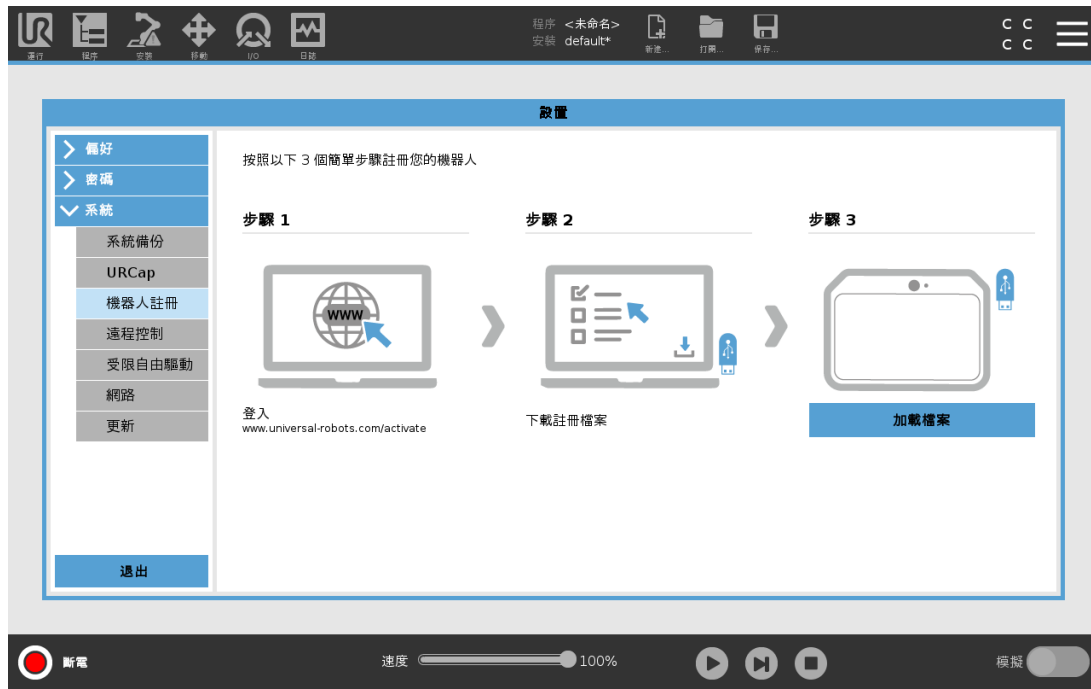 程序 <未命名>
安裝 default*
運行
程序
安裝
移動
I/O
日誌
新建...
打開...
保存...
C C
C C
設置
偏好
密碼
系統
系統備份
URCap
機器人註冊
遠程控制
受限自由驅動
網路
更新
退出
按照以下 3 個簡單步驟註冊您的機器人
步驟 1
步驟 2
步驟 3
WWW
登入
www.universal-robots.com/activate
下載註冊檔案
加載檔案
斷電
速度
100%
模擬